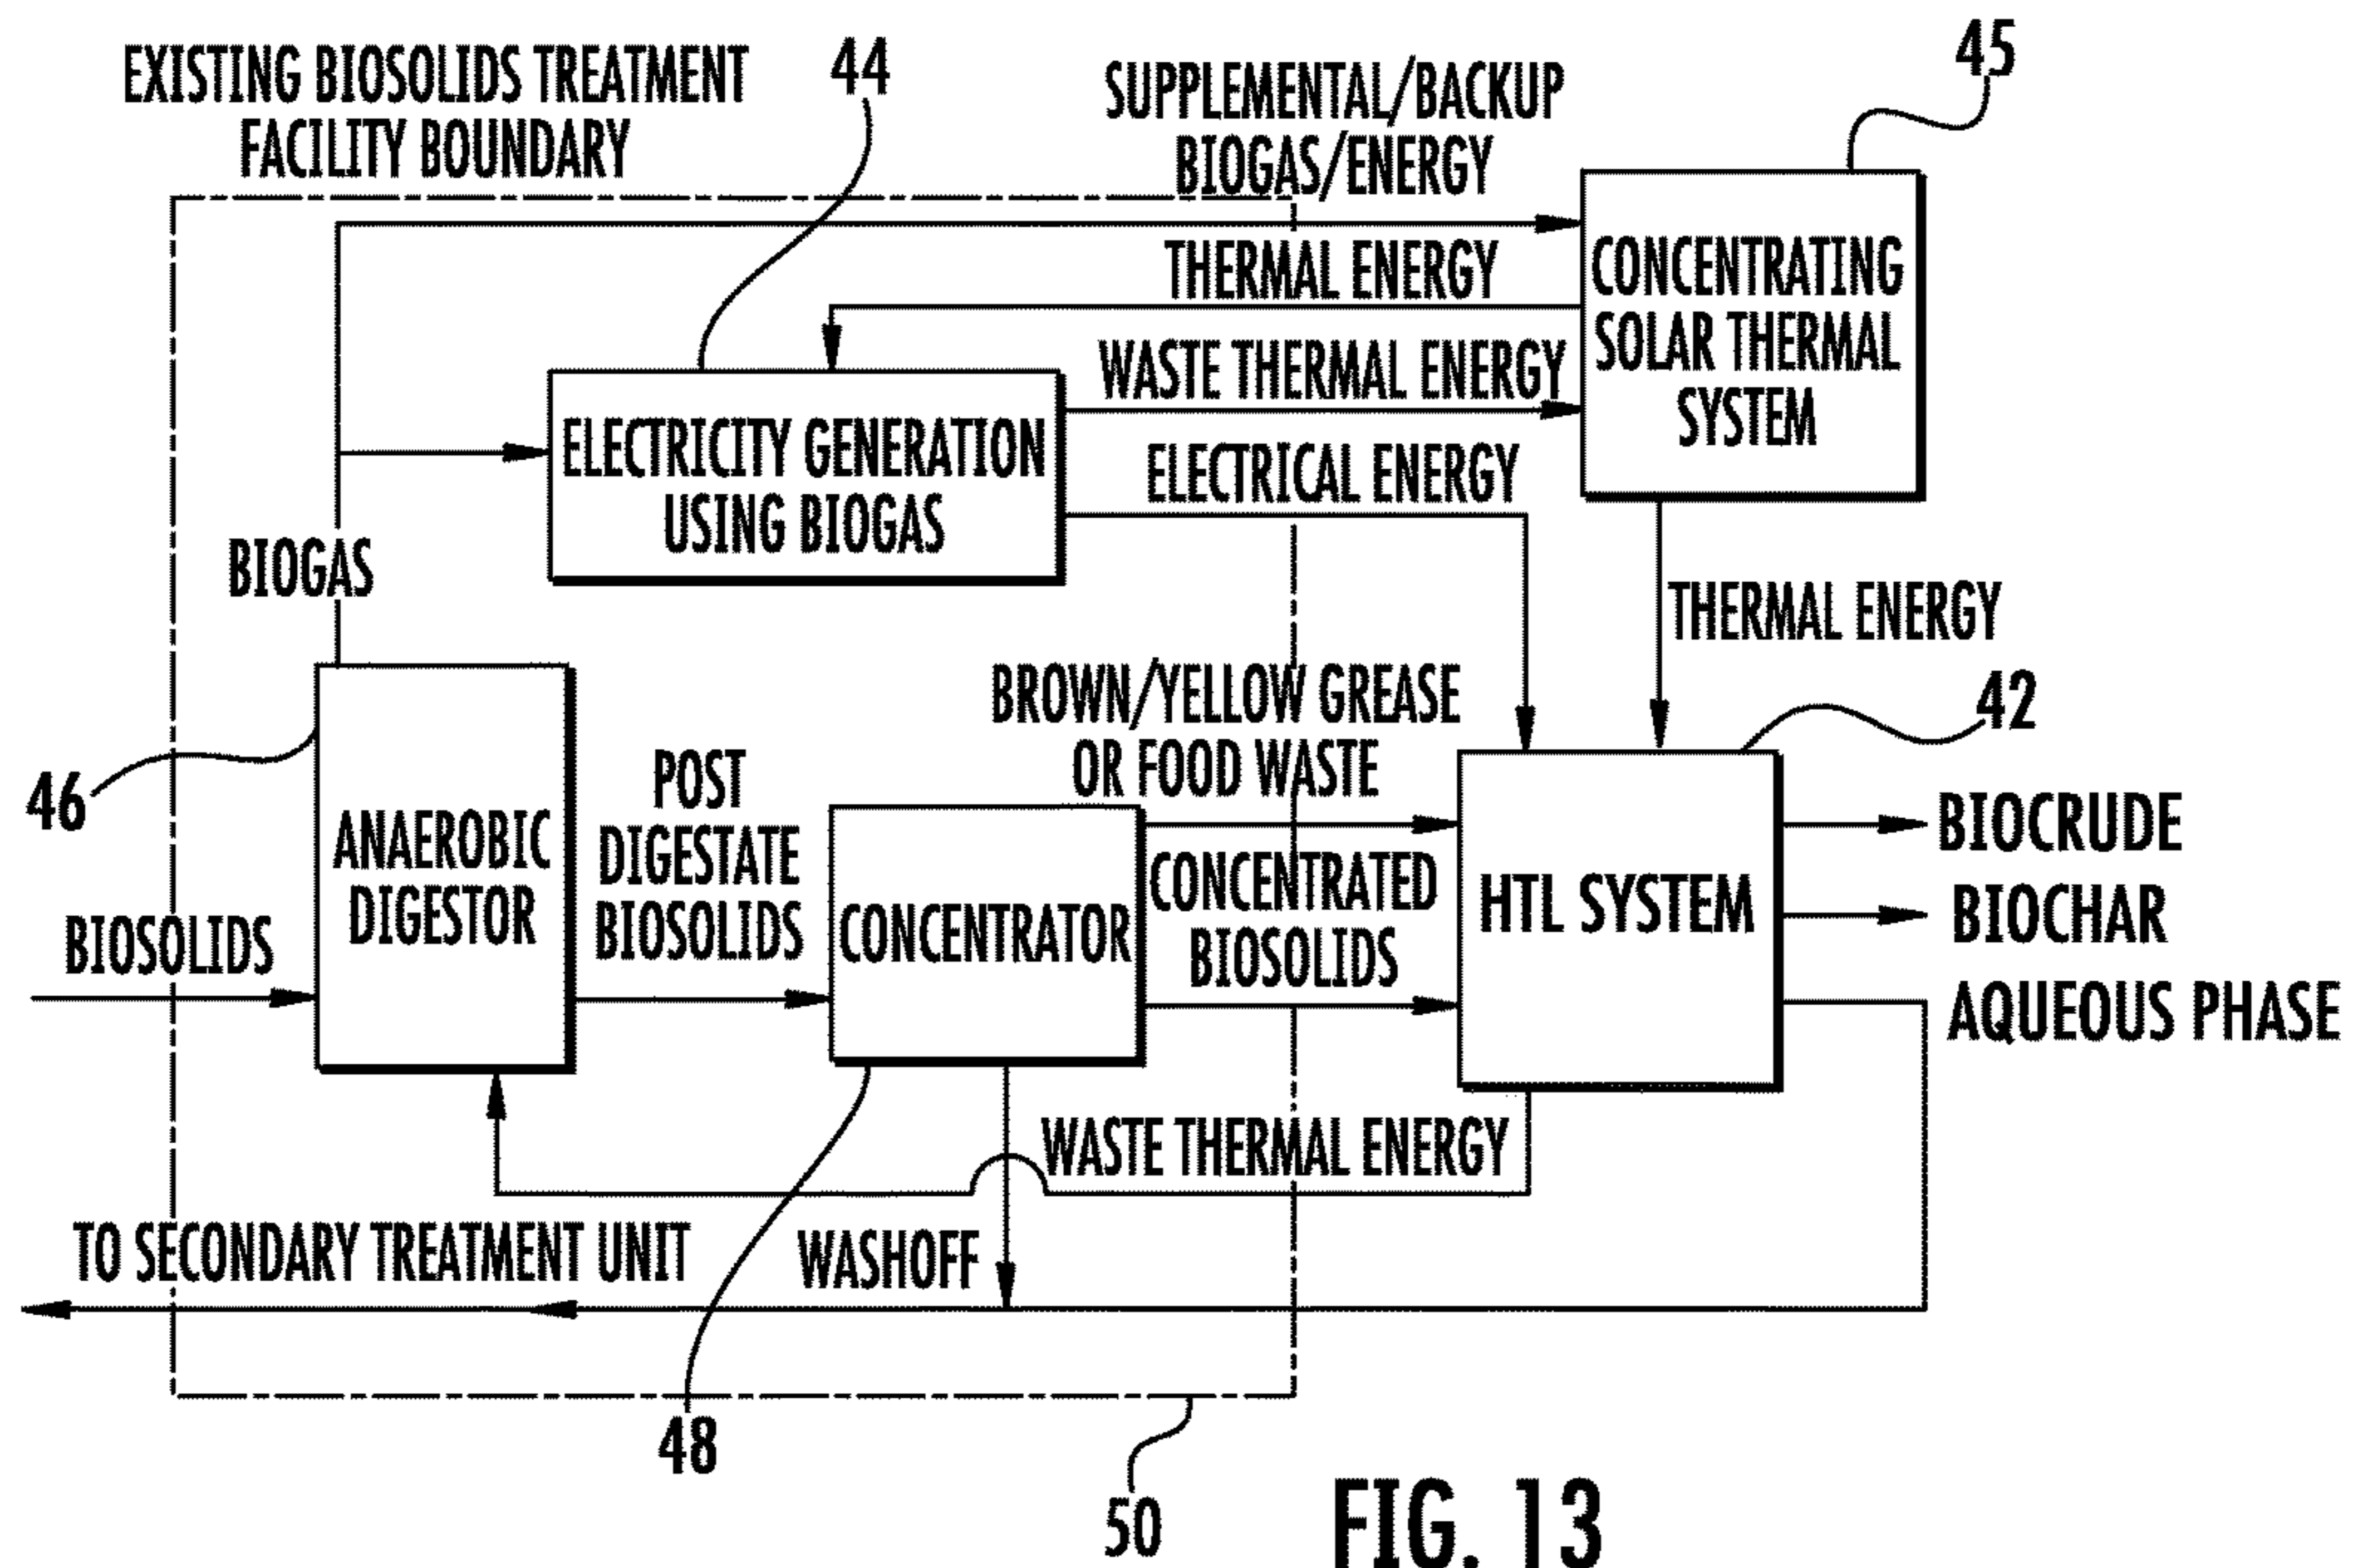 EXISTING BIOSOLIDS TREATMENT
FACILITY BOUNDARY
44
SUPPLEMENTAL/BACKUP
BIOGAS/ENERGY
45
THERMAL ENERGY
CONCENTRATING
SOLAR THERMAL
SYSTEM
WASTE THERMAL ENERGY
ELECTRICITY GENERATION
USING BIOGAS
ELECTRICAL ENERGY
BIOGAS
THERMAL ENERGY
BROWN/YELLOW GREASE
OR FOOD WASTE
42
46
ANAEROBIC
DIGESTOR
POST
DIGESTATE
BIOSOLIDS
CONCENTRATOR
CONCENTRATED
BIOSOLIDS
HTL SYSTEM
BIOCRUDE
BIOCHAR
AQUEOUS PHASE
BIOSOLIDS
WASTE THERMAL ENERGY
TO SECONDARY TREATMENT UNIT
WASHOFF
48
50
FIG. 13